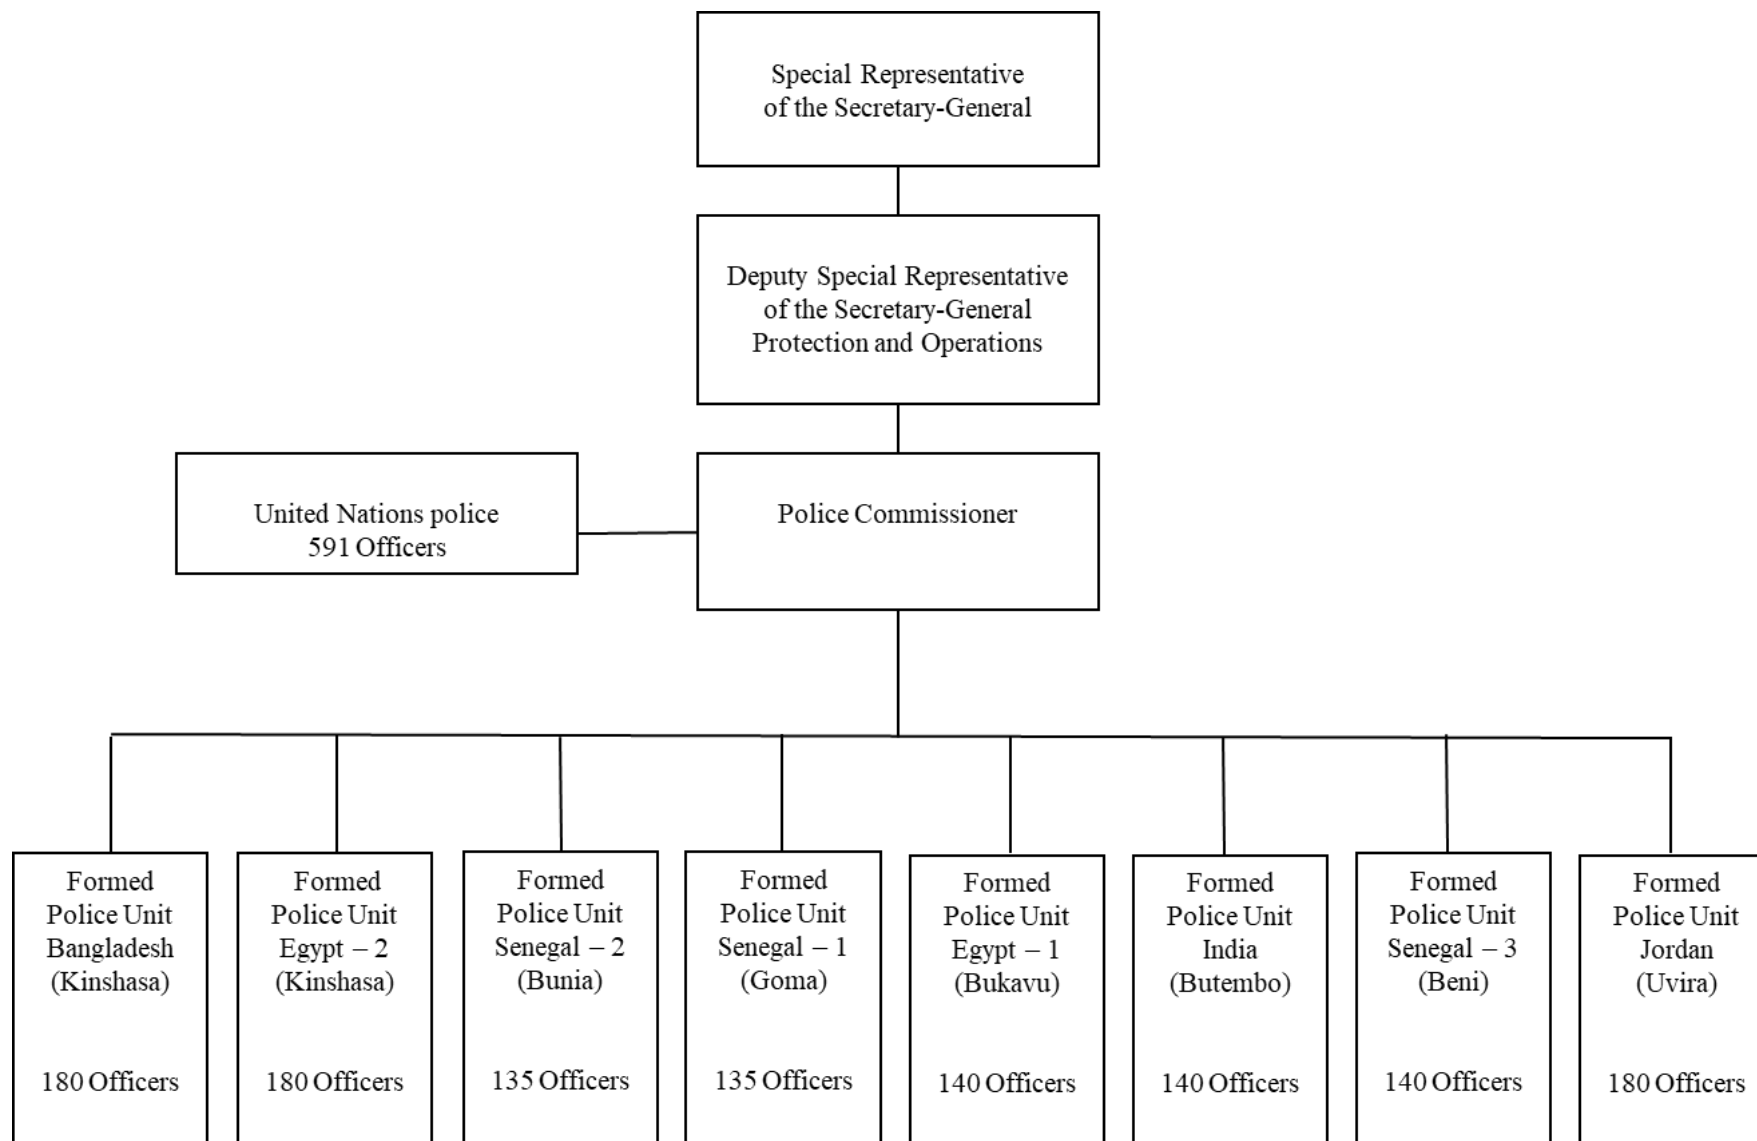 Special Representative
of the Secretary-General
Deputy Special Representative
of the Secretary-General
Protection and Operations
United Nations police
591 Officers
Police Commissioner
Formed
Police Unit
Bangladesh
(Kinshasa)
180 Officers
Formed
Police Unit
Egypt – 2
(Kinshasa)
180 Officers
Formed
Police Unit
Senegal – 2
(Bunia)
135 Officers
Formed
Police Unit
Senegal – 1
(Goma)
135 Officers
Formed
Police Unit
Egypt – 1
(Bukavu)
140 Officers
Formed
Police Unit
India
(Butembo)
140 Officers
Formed
Police Unit
Senegal – 3
(Beni)
140 Officers
Formed
Police Unit
Jordan
(Uvira)
180 Officers